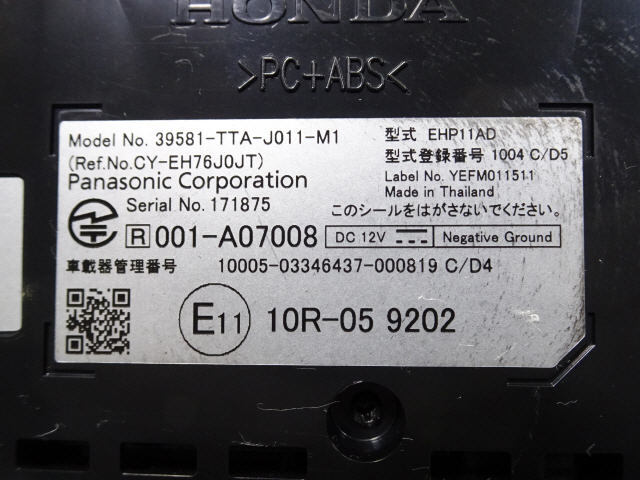 HONDA
>PC+ABS<
Model No. 39581-TTA-J011-M1
(Ref.No.CY-EH76J0JT)
Panasonic Corporation
Serial No. 171875
型式 EHP11AD
型式登録番号 1004 C/D5
Label No. YEFM011511
Made in Thailand
このシールをはがさないでください。
R 001-A07008 DC 12V Negative Ground
車載器管理番号 10005-03346437-000819 C/D4
E11 10R-05 9202